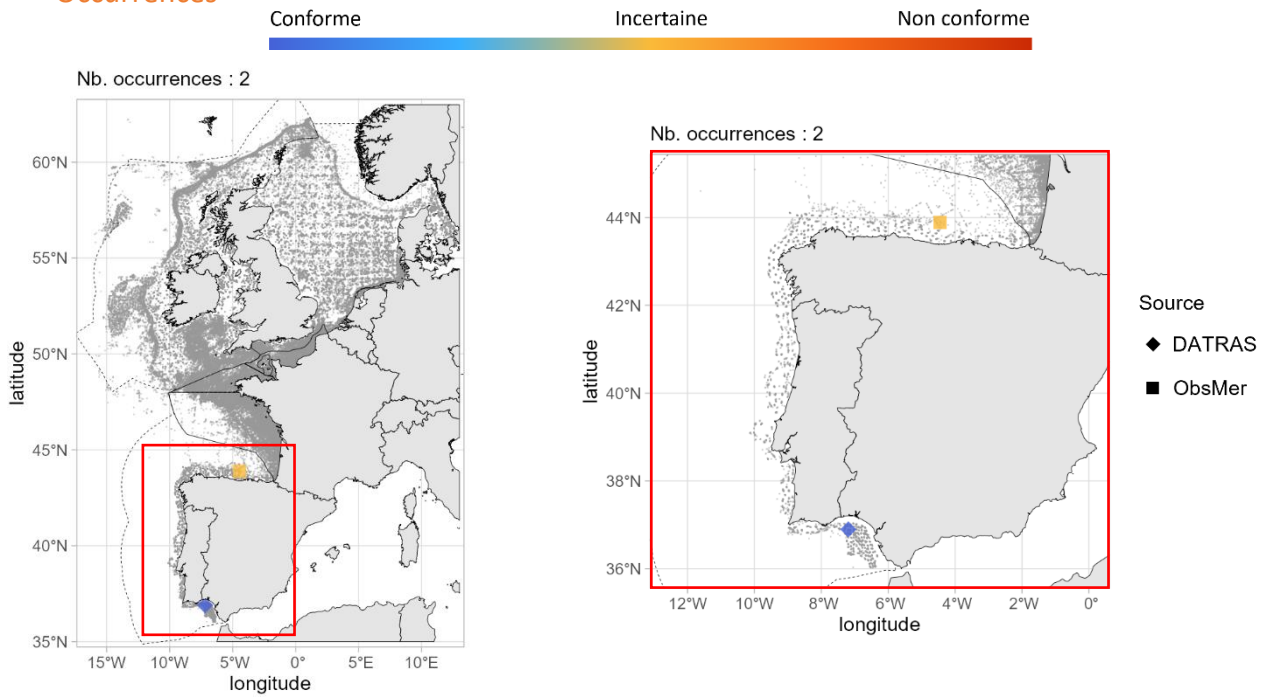 Occurrences
Conforme Incertaine Non conforme
Nb. occurrences : 2
60°N
55°N
50°N
45°N
40°N
35°N
latitude
15°W 10°W 5°W 0° 5°E 10°E
longitude
Nb. occurrences : 2
44°N
42°N
40°N
38°N
36°N
latitude
12°W 10°W 8°W 6°W 4°W 2°W 0°
longitude
Source
DATRAS
ObsMer